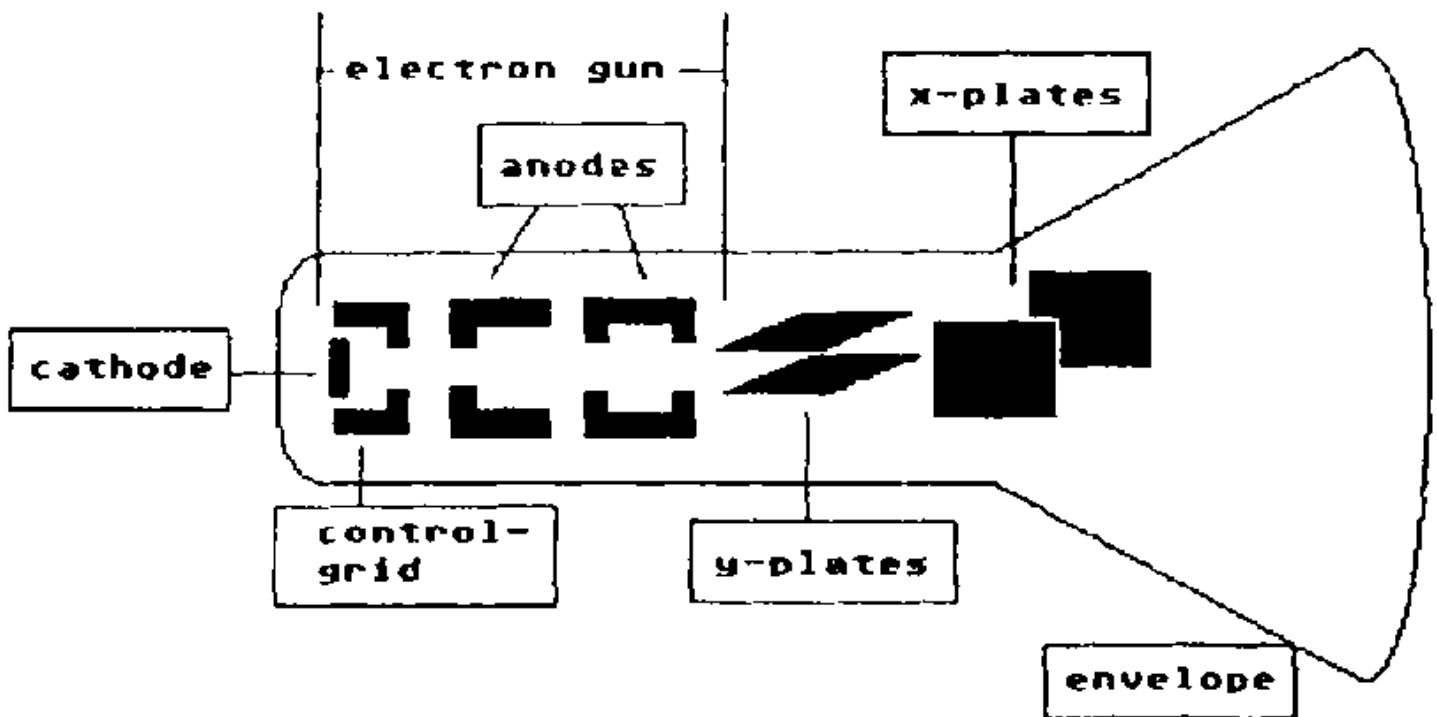 electron gun
x-plates
anodes
cathode
control-
grid
y-plates
envelope